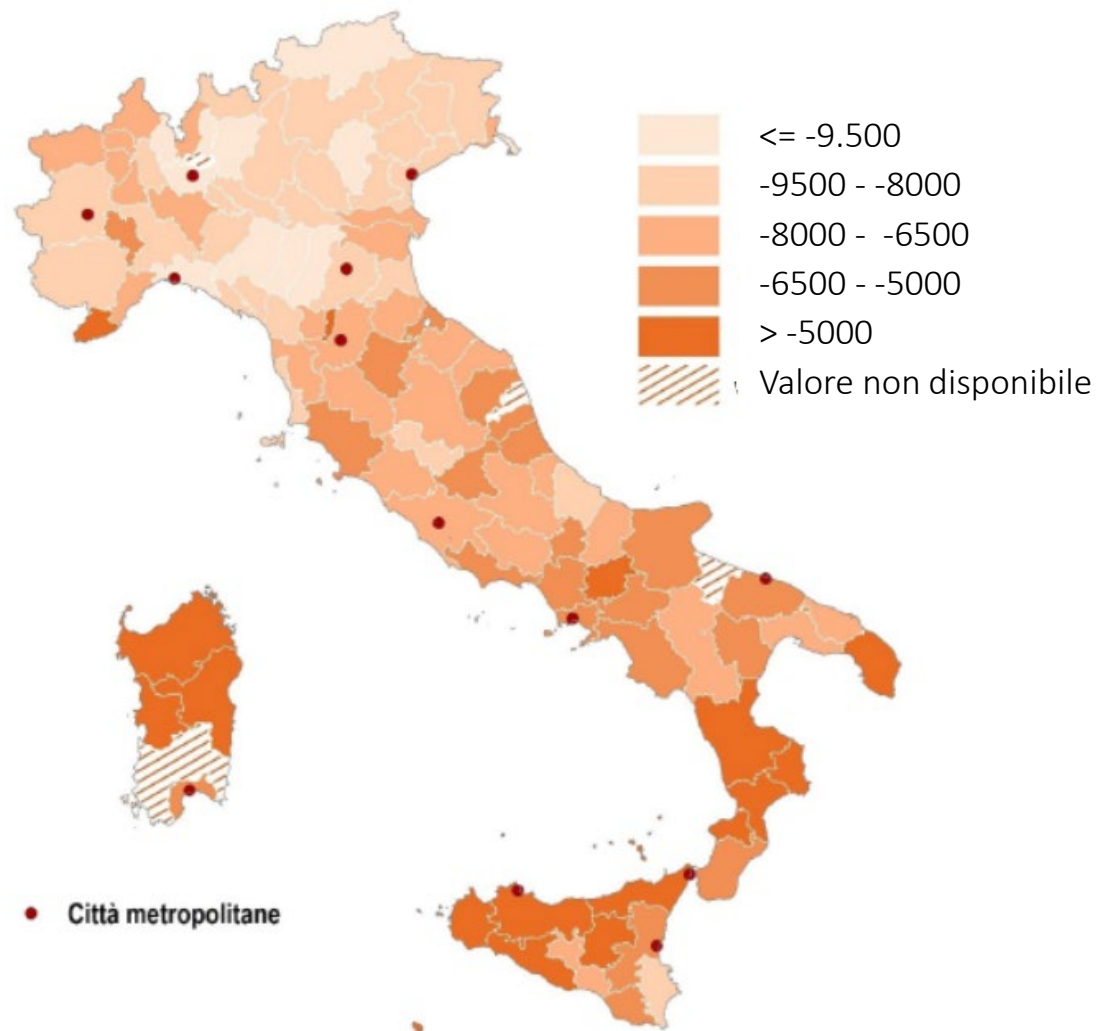 <= -9.500
-9500 - -8000
-8000 - -6500
-6500 - -5000
> -5000
Valore non disponibile
Città metropolitane